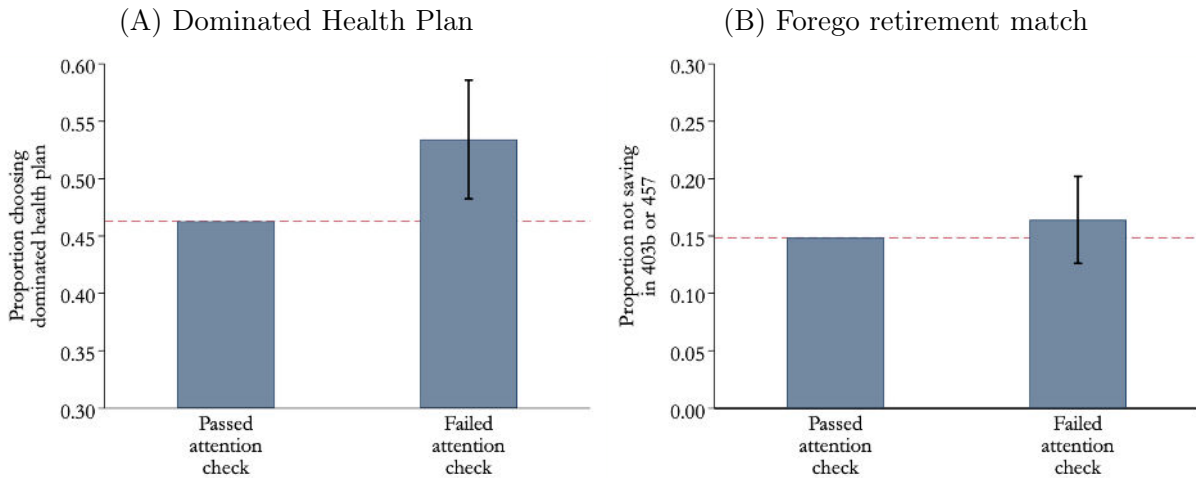 (A) Dominated Health Plan
Proportion choosing
dominated health plan
0.60
0.55
0.50
0.45
0.40
0.35
0.30
Passed
attention
check
Failed
attention
check
(B) Forego retirement match
Proportion not saving
in 403b or 457
0.30
0.25
0.20
0.15
0.10
0.05
0.00
Passed
attention
check
Failed
attention
check